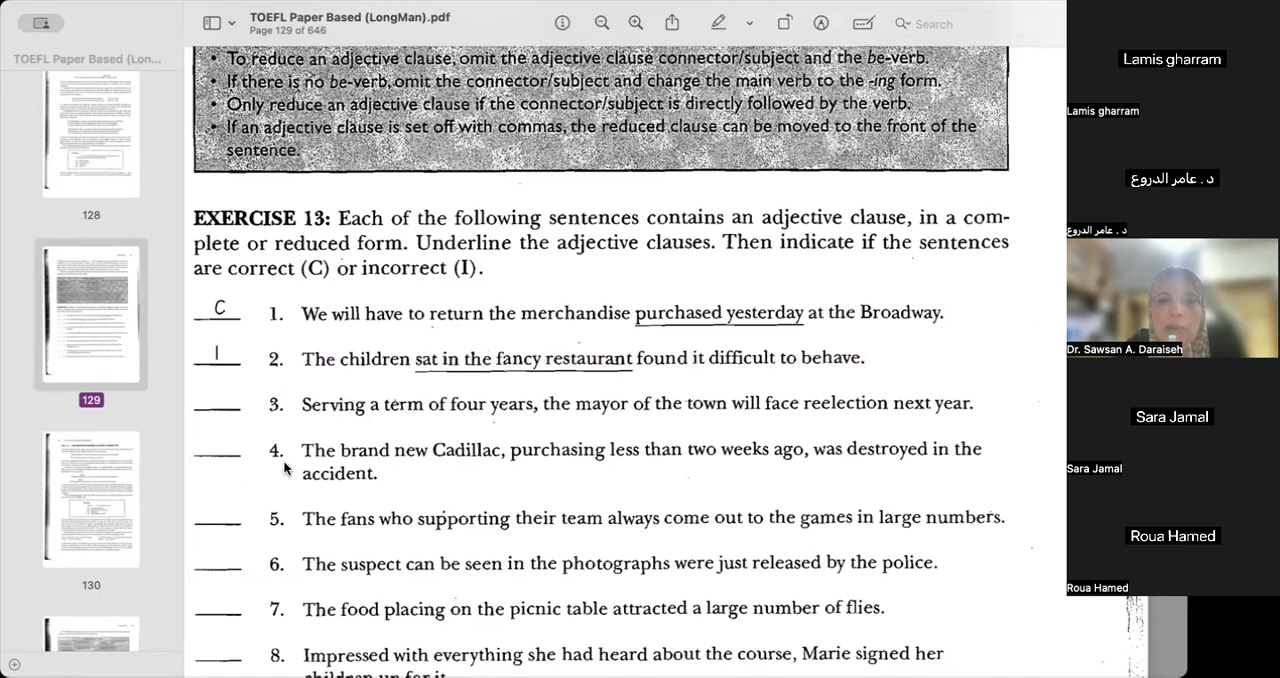 TOEFL Paper Based (LongMan).pdf
Page 129 of 646
Search
TOEFL Paper Based (Lon...
128
129
130
• To reduce an adjective clause, omit the adjective clause connector/subject and the be-verb.
• If there is no be-verb, omit the connector/subject and change the main verb to the -ing form.
• Only reduce an adjective clause if the connector/subject is directly followed by the verb.
• If an adjective clause is set off with commas, the reduced clause can be moved to the front of the
sentence.
EXERCISE 13: Each of the following sentences contains an adjective clause, in a com-
plete or reduced form. Underline the adjective clauses. Then indicate if the sentences
are correct (C) or incorrect (I).
C 1. We will have to return the merchandise purchased yesterday at the Broadway.
I 2. The children sit in the fancy restaurant found it difficult to behave.
3. Serving a term of four years, the mayor of the town will face reelection next year.
4. The brand new Cadillac, purchasing less than two weeks ago, was destroyed in the
accident.
5. The fans who supporting their team always come out to the games in large numbers.
6. The suspect can be seen in the photographs were just released by the police.
7. The food placing on the picnic table attracted a large number of flies.
8. Impressed with everything she had heard about the course, Marie signed her
children up for it.
Lamis gharram
Lamis gharram
د. عامر الدروع
د. عامر الدروع
Dr. Sawsan A. Daraiseh
Sara Jamal
Sara Jamal
Roua Hamed
Roua Hamed